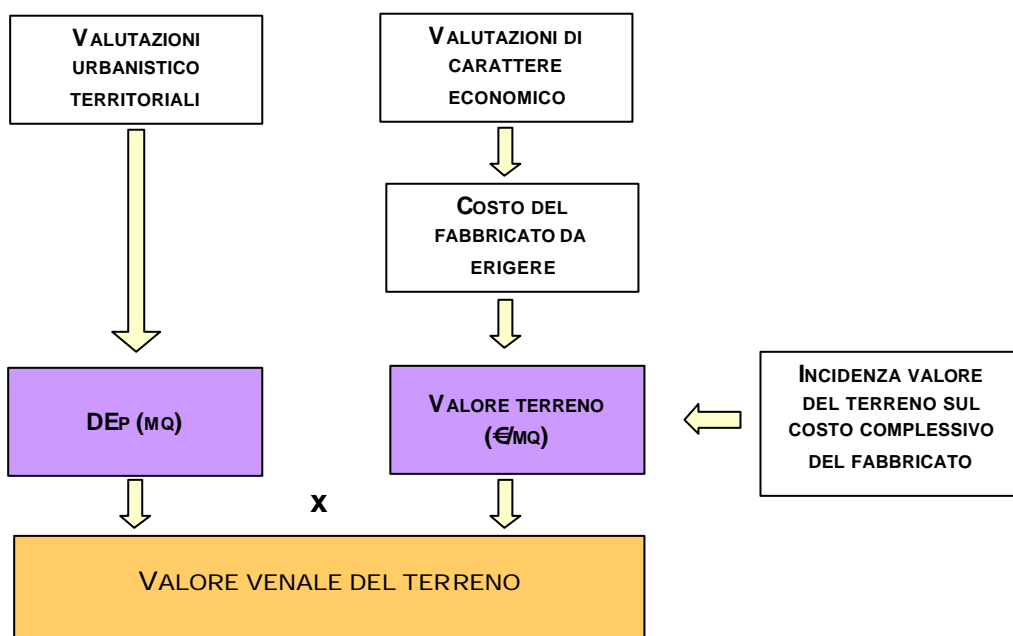 VALUTAZIONI
URBANISTICO
TERRITORIALI
VALUTAZIONI DI
CARATTERE
ECONOMICO
COSTO DEL
FABBRICATO DA
ERIGERE
DEP (MQ)
VALORE TERRENO
(€/MQ)
INCIDENZA VALORE
DEL TERRENO SUL
COSTO COMPLESSIVO
DEL FABBRICATO
x
VALORE VENALE DEL TERRENO